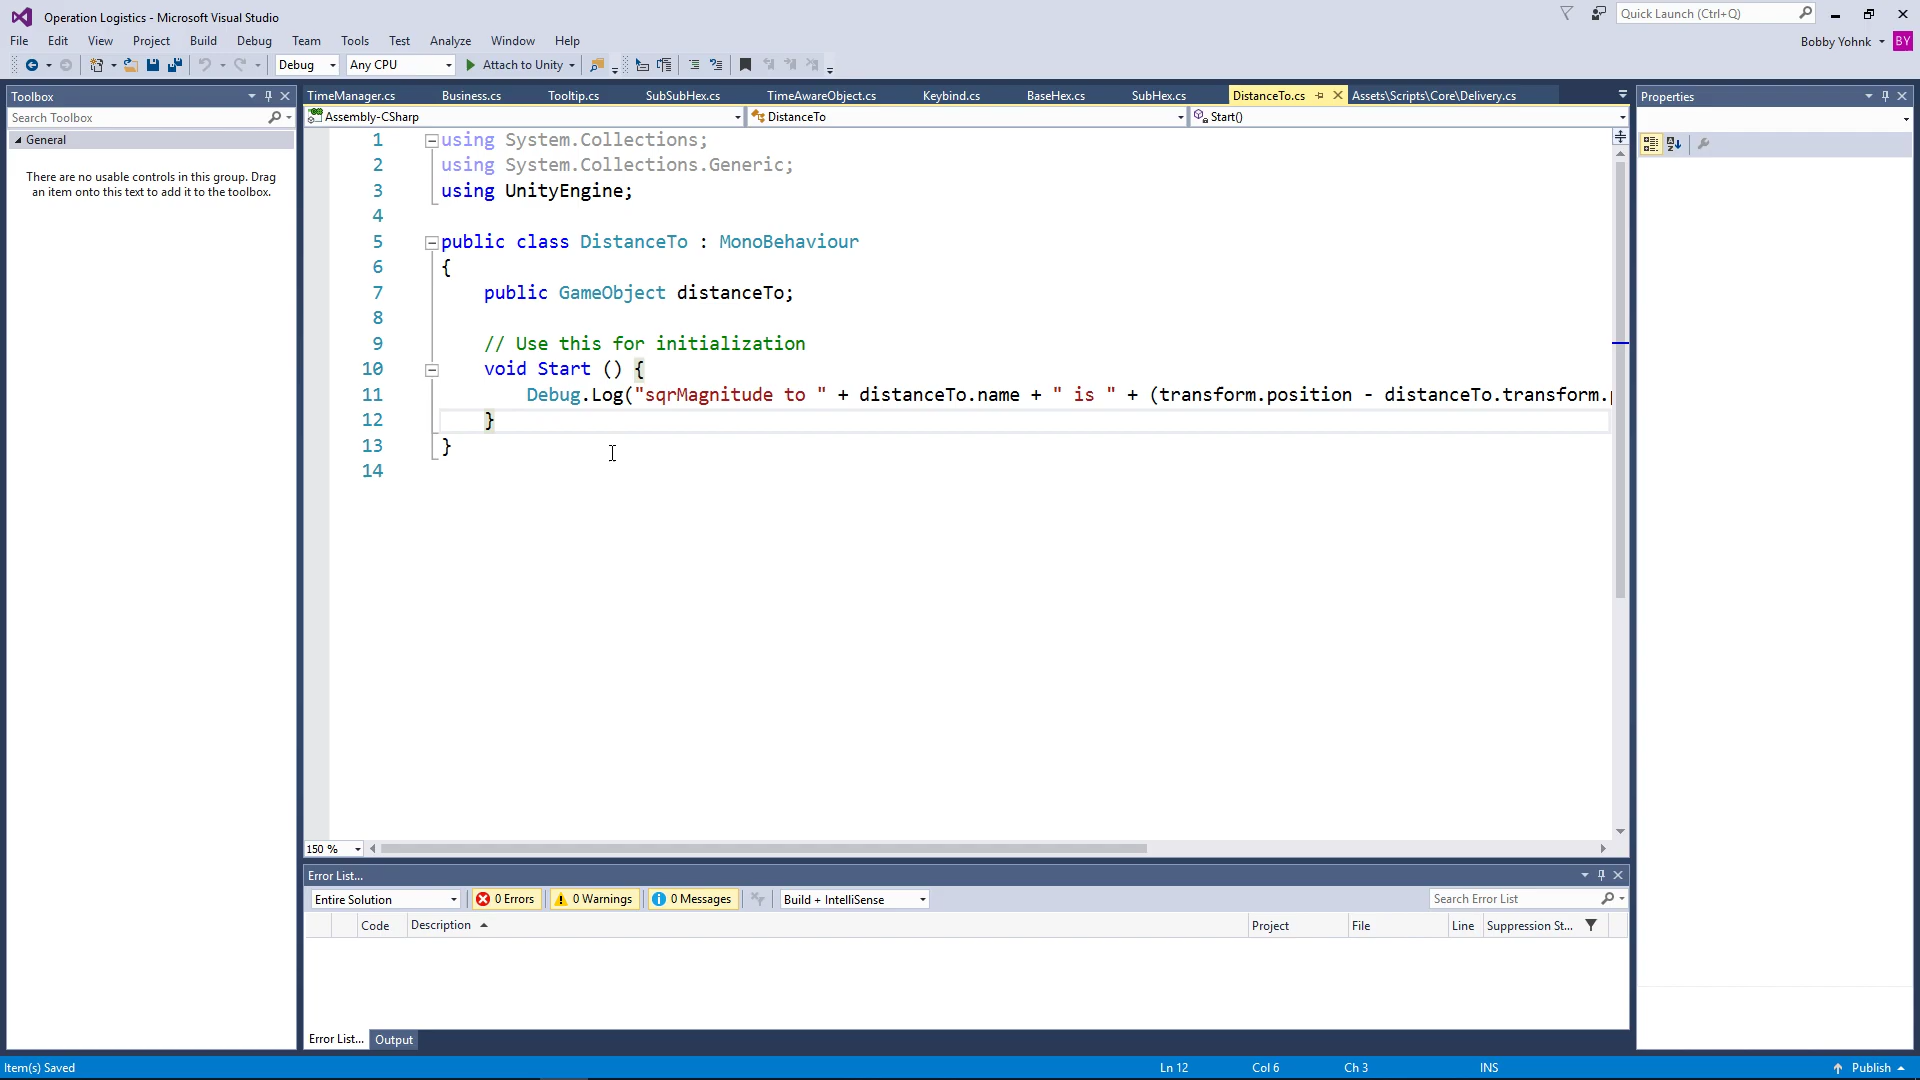 Operation Logistics - Microsoft Visual Studio
Quick Launch (Ctrl+Q)
File Edit View Project Build Debug Team Tools Test Analyze Window Help
Bobby Yohnk BY
Debug Any CPU Attach to Unity
Toolbox
Search Toolbox
General
There are no usable controls in this group. Drag
an item onto this text to add it to the toolbox.
TimeManager.cs Business.cs Tooltip.cs SubSubHex.cs TimeAwareObject.cs Keybind.cs BaseHex.cs SubHex.cs DistanceTo.cs Assets\Scripts\Core\Delivery.cs
Assembly-CSharp DistanceTo Start()
1 using System.Collections;
2 using System.Collections.Generic;
3 using UnityEngine;
4
5 public class DistanceTo : MonoBehaviour
6 {
7 public GameObject distanceTo;
8
9 // Use this for initialization
10 void Start () {
11 Debug.Log("sqrMagnitude to " + distanceTo.name + " is " + (transform.position - distanceTo.transform.p
12 }
13 }
14
150 %
Error List...
Entire Solution 0 Errors 0 Warnings 0 Messages Build + IntelliSense Search Error List
Code Description Project File Line Suppression St...
Error List... Output
Properties
Item(s) Saved Ln 12 Col 6 Ch 3 INS Publish